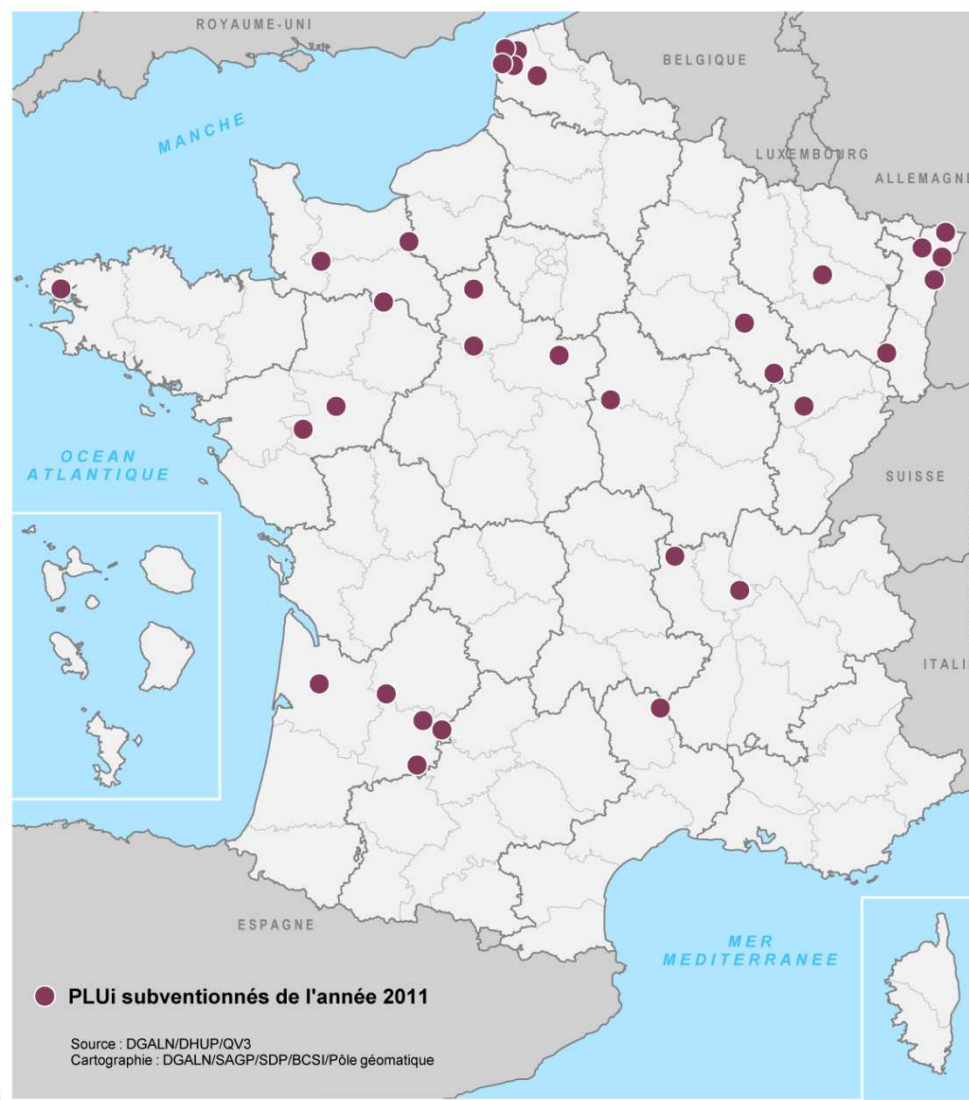 ROYAUME-UNI
BELGIQUE
MANCHE
LUXEMBOURG
ALLEMAGNE
OCEAN
ATLANTIQUE
SUISSE
ITALI
ESPAGNE
MER
MEDITERRANEE
PLUi subventionnés de l'année 2011
Source : DGALN/DHUP/QV3
Cartographie : DGALN/SAGP/SDP/BCSI/Pôle géomatique